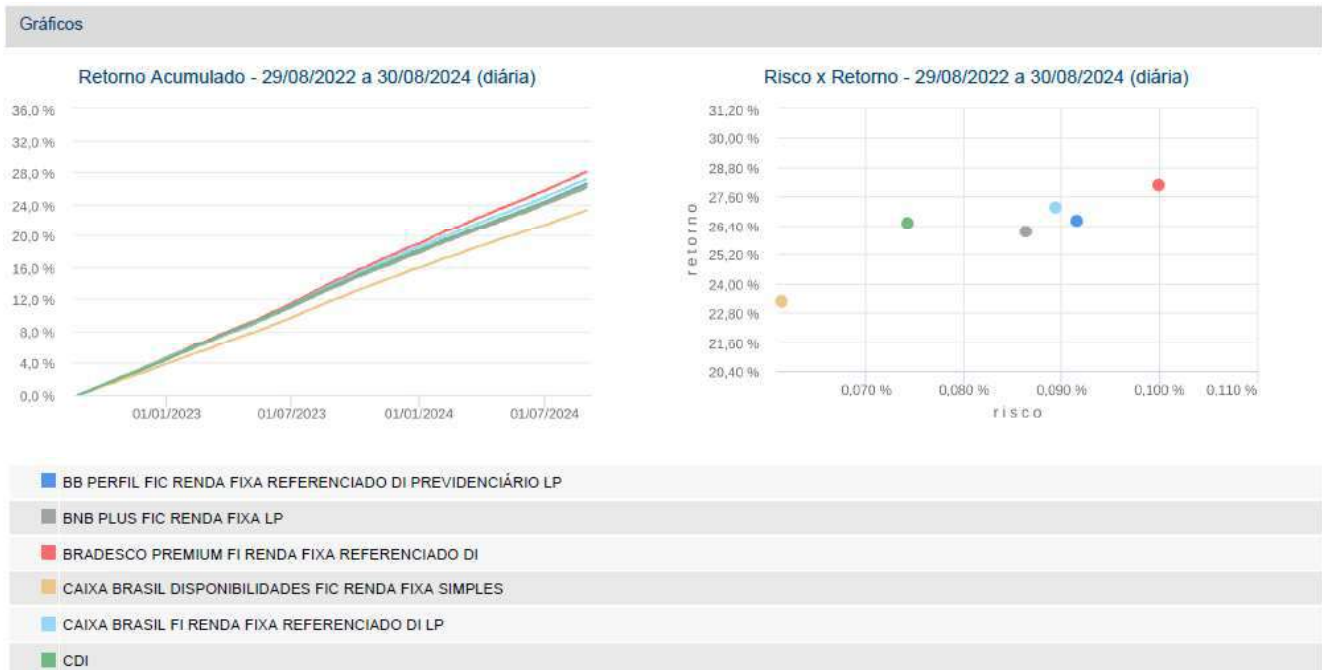 Gráficos
Retorno Acumulado - 29/08/2022 a 30/08/2024 (diária)
36,0 %
32,0 %
28,0 %
24,0 %
20,0 %
16,0 %
12,0 %
8,0 %
4,0 %
0,0 %
01/01/2023 01/07/2023 01/01/2024 01/07/2024
Risco x Retorno - 29/08/2022 a 30/08/2024 (diária)
retorno
31,20 %
30,00 %
28,80 %
27,60 %
26,40 %
25,20 %
24,00 %
22,80 %
21,60 %
20,40 %
0,070 % 0,080 % 0,090 % 0,100 % 0,110 %
risco
BB PERFIL FIC RENDA FIXA REFERENCIADO DI PREVIDENCIÁRIO LP
BNB PLUS FIC RENDA FIXA LP
BRADESCO PREMIUM FI RENDA FIXA REFERENCIADO DI
CAIXA BRASIL DISPONIBILIDADES FIC RENDA FIXA SIMPLES
CAIXA BRASIL FI RENDA FIXA REFERENCIADO DI LP
CDI